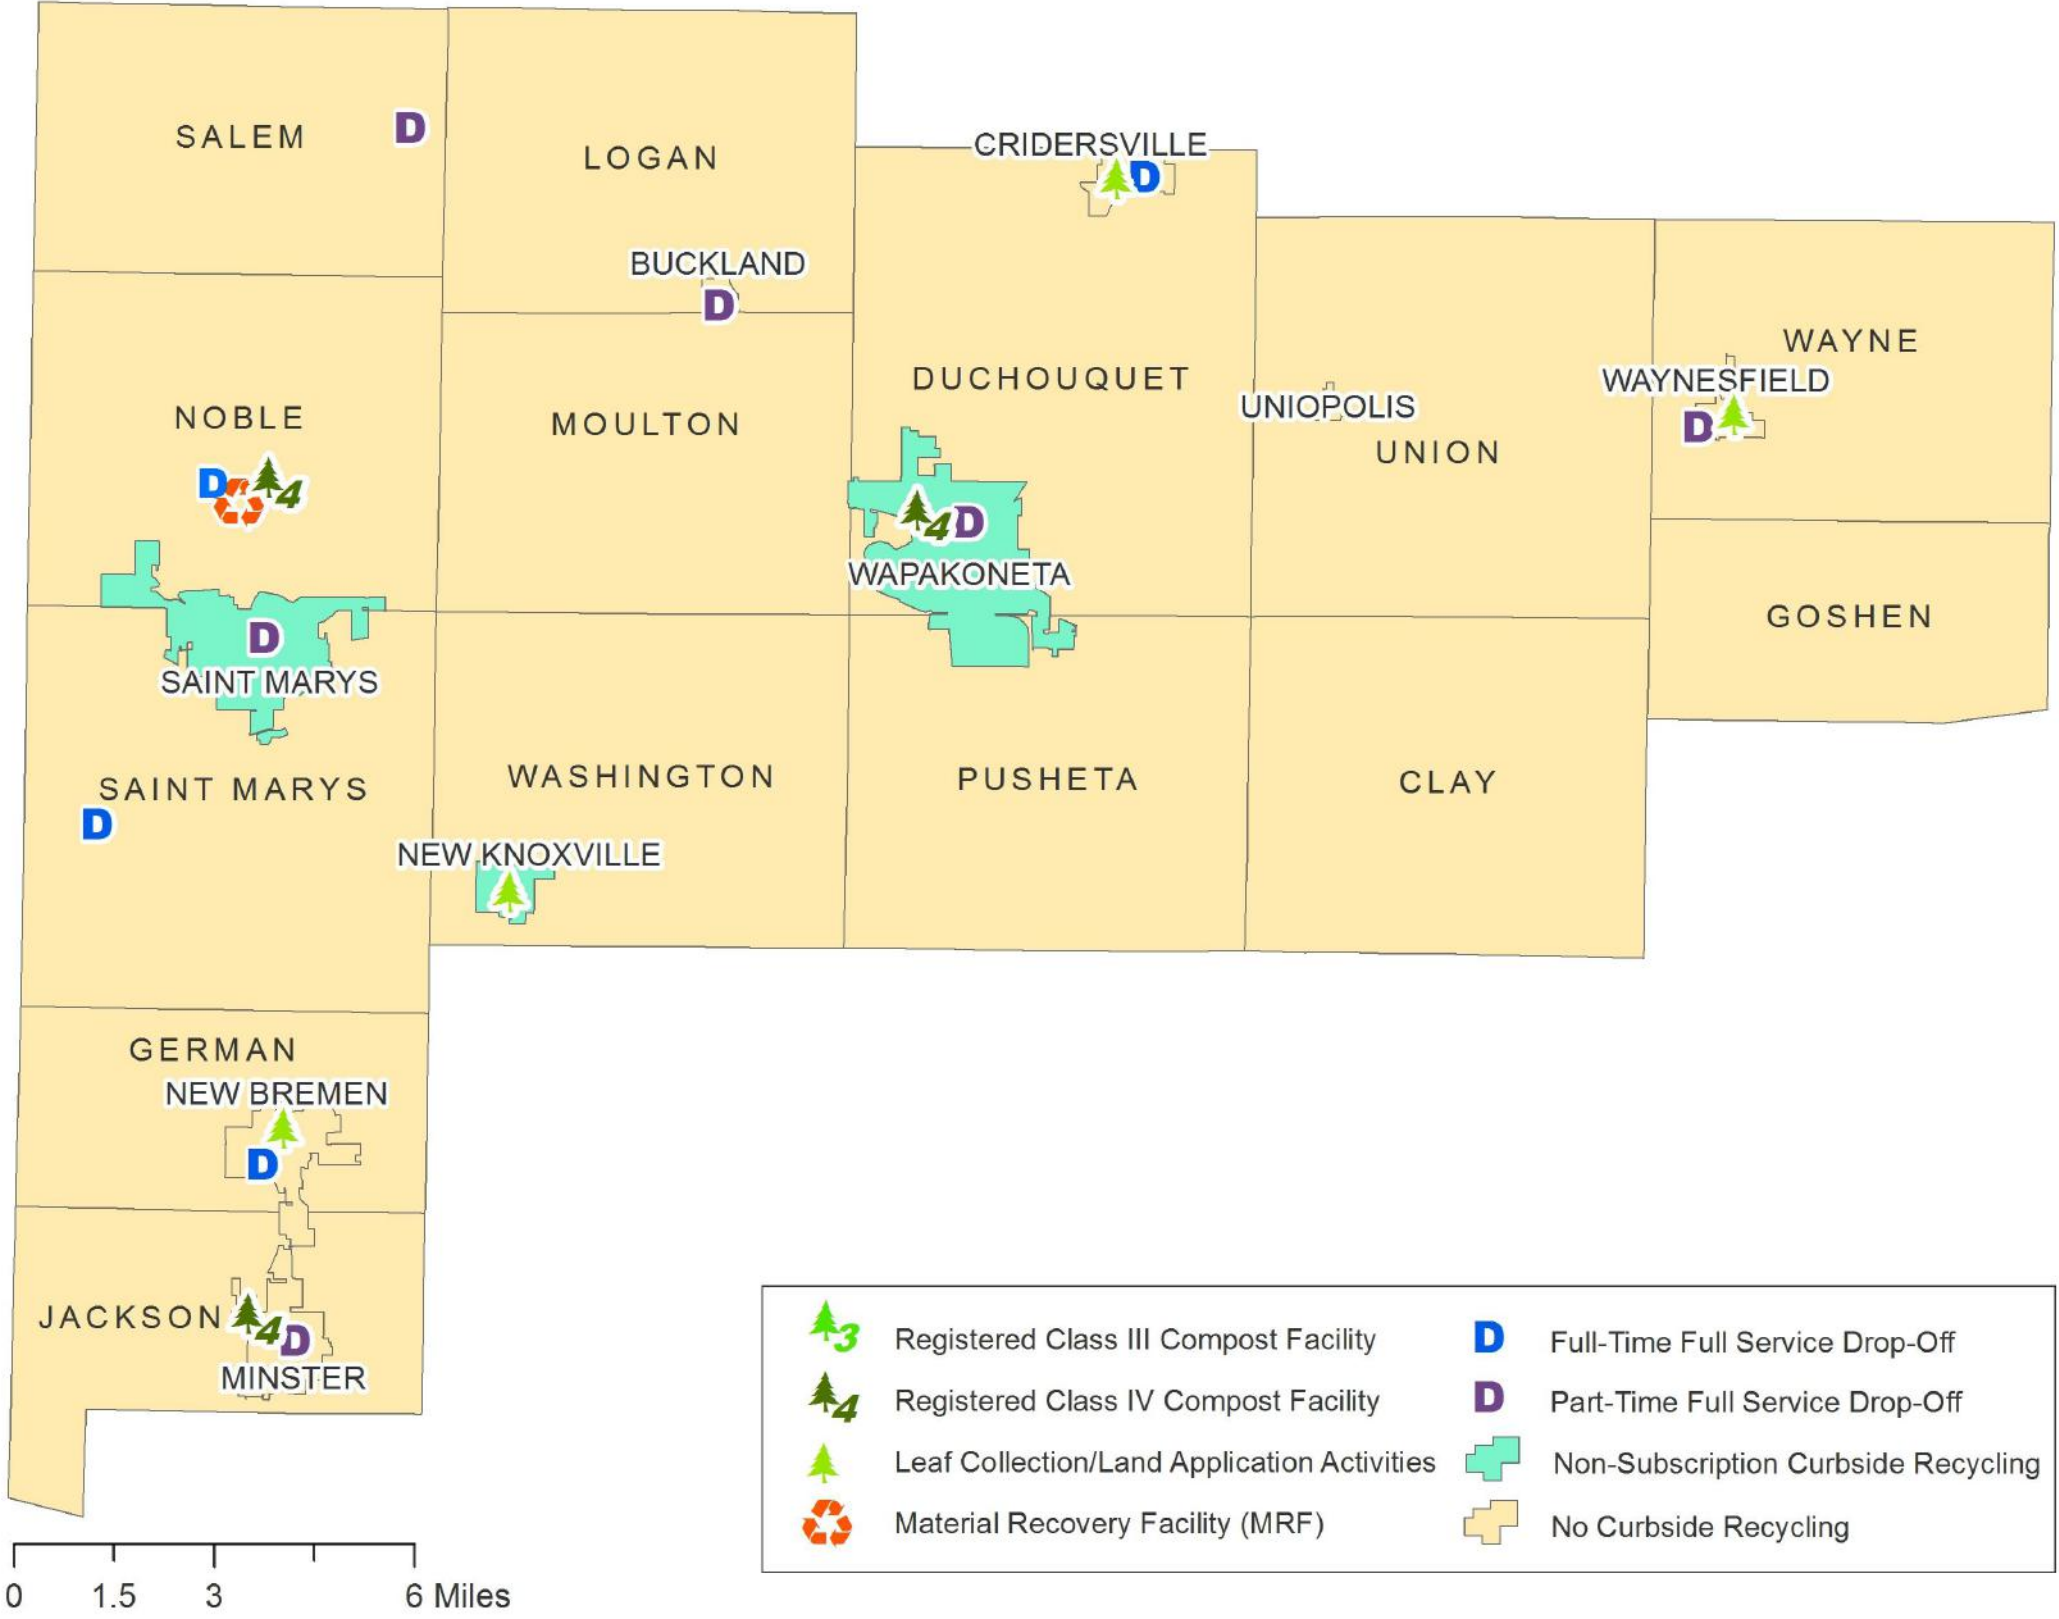 SALEM
D
LOGAN
CRIDERSVILLE
D
BUCKLAND
D
WAYNE
DUCHOUQUET
WAYNESFIELD
D
UNIOPOLIS
UNION
NOBLE
MOULTON
D
4
4
D
WAPAKONETA
GOSHEN
D
SAINT MARYS
SAINT MARYS
D
WASHINGTON
PUSHETA
CLAY
NEW KNOXVILLE
GERMAN
NEW BREMEN
D
JACKSON
4
D
MINSTER
3
Registered Class III Compost Facility
4
Registered Class IV Compost Facility
Leaf Collection/Land Application Activities
Material Recovery Facility (MRF)
D
Full-Time Full Service Drop-Off
D
Part-Time Full Service Drop-Off
Non-Subscription Curbside Recycling
No Curbside Recycling
0 1.5 3 6 Miles